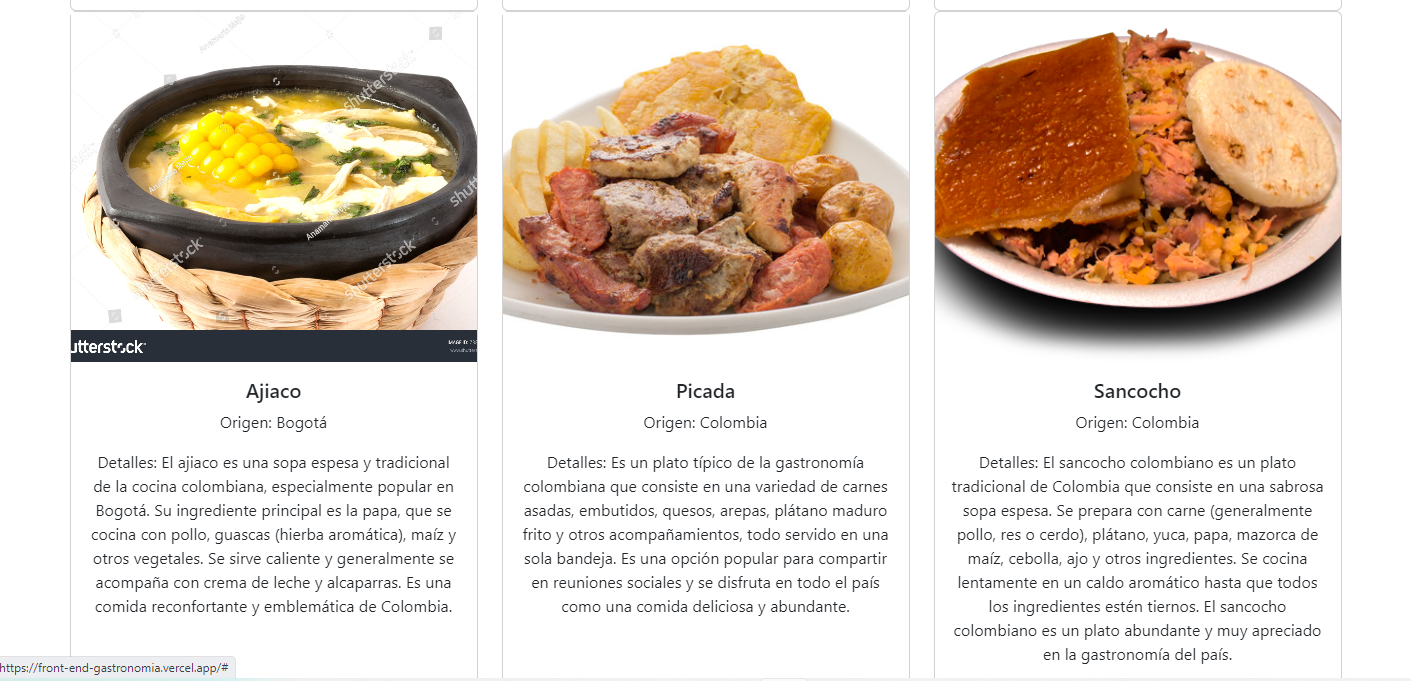 shutterstock
shutterstock
shutterstock
utterstock
Ajiaco
Origen: Bogotá
Detalles: El ajiaco es una sopa espesa y tradicional
de la cocina colombiana, especialmente popular en
Bogotá. Su ingrediente principal es la papa, que se
cocina con pollo, guascas (hierba aromática), maíz y
otros vegetales. Se sirve caliente y generalmente se
acompaña con crema de leche y alcaparras. Es una
comida reconfortante y emblemática de Colombia.
Picada
Origen: Colombia
Detalles: Es un plato típico de la gastronomía
colombiana que consiste en una variedad de carnes
asadas, embutidos, quesos, arepas, plátano maduro
frito y otros acompañamientos, todo servido en una
sola bandeja. Es una opción popular para compartir
en reuniones sociales y se disfruta en todo el país
como una comida deliciosa y abundante.
Sancocho
Origen: Colombia
Detalles: El sancocho colombiano es un plato
tradicional de Colombia que consiste en una sabrosa
sopa espesa. Se prepara con carne (generalmente
pollo, res o cerdo), plátano, yuca, papa, mazorca de
maíz, cebolla, ajo y otros ingredientes. Se cocina
lentamente en un caldo aromático hasta que todos
los ingredientes estén tiernos. El sancocho
colombiano es un plato abundante y muy apreciado
en la gastronomía del país.
https://front-end-gastronomia.vercel.app/#